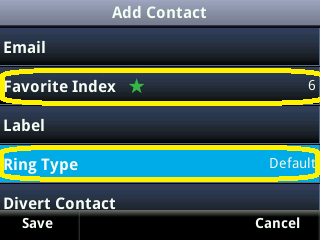 Add Contact
Email
Favorite Index 6
Label
Ring Type Default
Divert Contact
Save Cancel